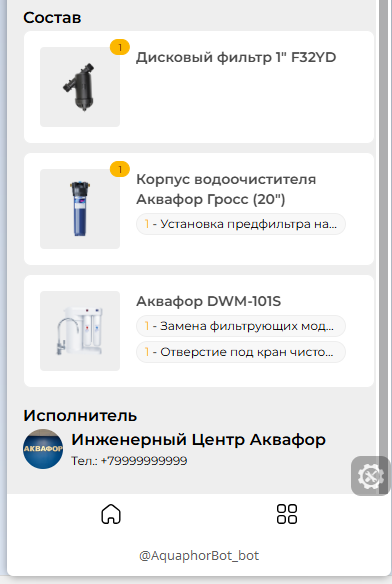 Состав
1
Дисковый фильтр 1" F32YD
1
Корпус водоочистителя
Аквафор Гросс (20")
1 - Установка предфильтра на...
Аквафор DWM-101S
1 - Замена фильтрующих мод...
1 - Отверстие под кран чисто...
Исполнитель
АКВАФОР
Инженерный Центр Аквафор
Тел.: +79999999999
@AquaphorBot_bot